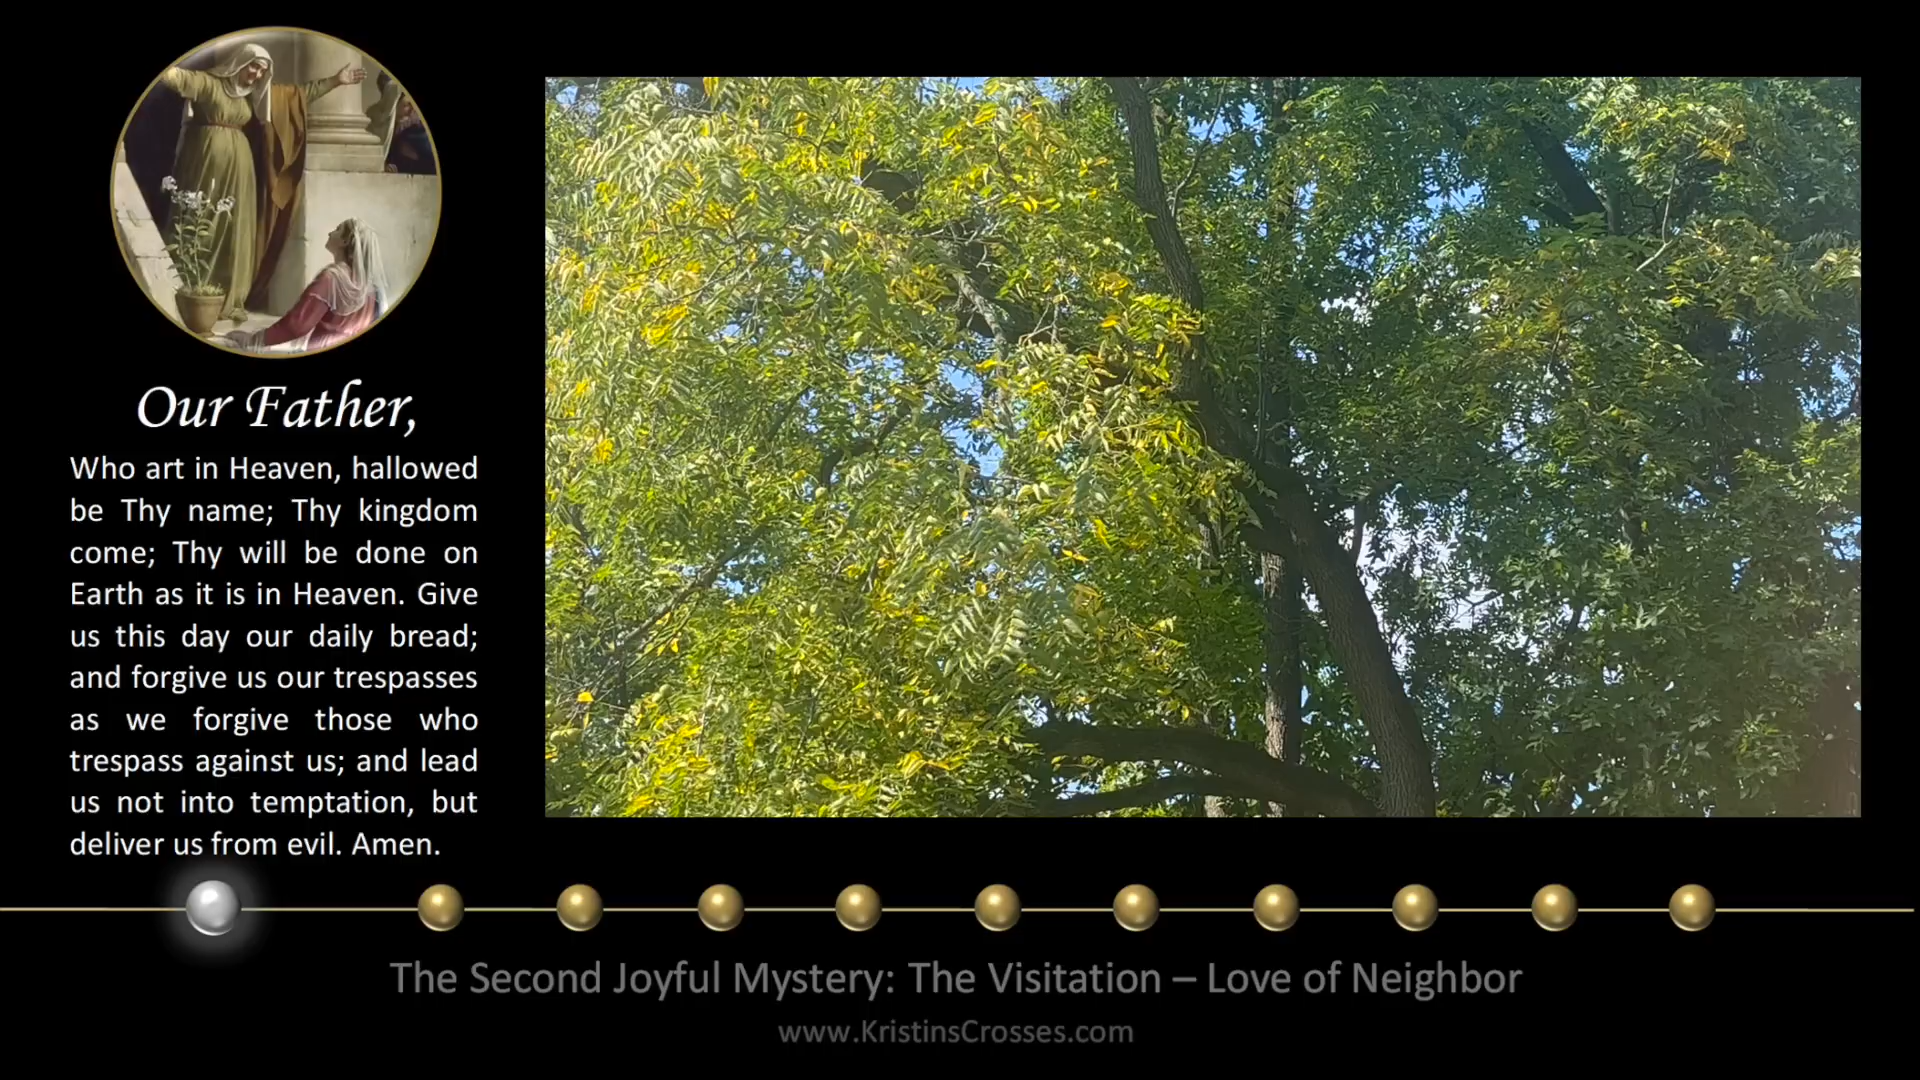 Our Father,
Who art in Heaven, hallowed
be Thy name; Thy kingdom
come; Thy will be done on
Earth as it is in Heaven. Give
us this day our daily bread;
and forgive us our trespasses
as we forgive those who
trespass against us; and lead
us not into temptation, but
deliver us from evil. Amen.
The Second Joyful Mystery: The Visitation – Love of Neighbor
www.KristinsCrosses.com